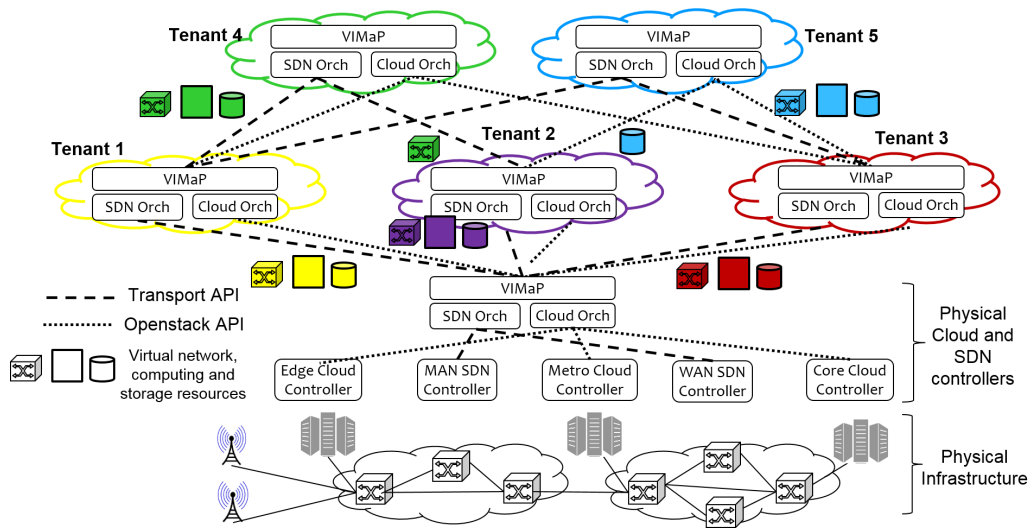 Tenant 4
VIMaP
SDN Orch
Cloud Orch
VIMaP
SDN Orch
Cloud Orch
Tenant 5
Tenant 1
VIMaP
SDN Orch
Cloud Orch
Tenant 2
VIMaP
SDN Orch
Cloud Orch
Tenant 3
VIMaP
SDN Orch
Cloud Orch
VIMaP
SDN Orch
Cloud Orch
Transport API
Openstack API
Virtual network,
computing and
storage resources
Edge Cloud
Controller
MAN SDN
Controller
Metro Cloud
Controller
WAN SDN
Controller
Core Cloud
Controller
Physical
Cloud and
SDN
controllers
Physical
Infrastructure